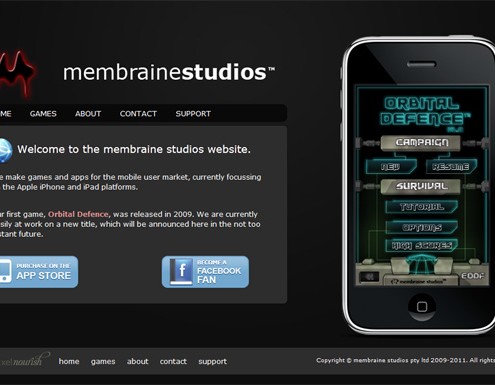 membrainestudios™
OME GAMES ABOUT CONTACT SUPPORT
Welcome to the membraine studios website.
e make games and apps for the mobile user market, currently focussing
the Apple iPhone and iPad platforms.
ur first game, Orbital Defence, was released in 2009. We are currently
sily at work on a new title, which will be announced here in the not too
stant future.
PURCHASE ON THE
APP STORE
BECOME A
FACEBOOK
FAN
ORBITAL
DEFENCE™
CAMPAIGN
NEW RESUME
SURVIVAL
TUTORIAL
OPTIONS
HIGH SCORES
membraine studios™
nourish
home games about contact support
Copyright © membraine studios pty ltd 2009-2011. All rights